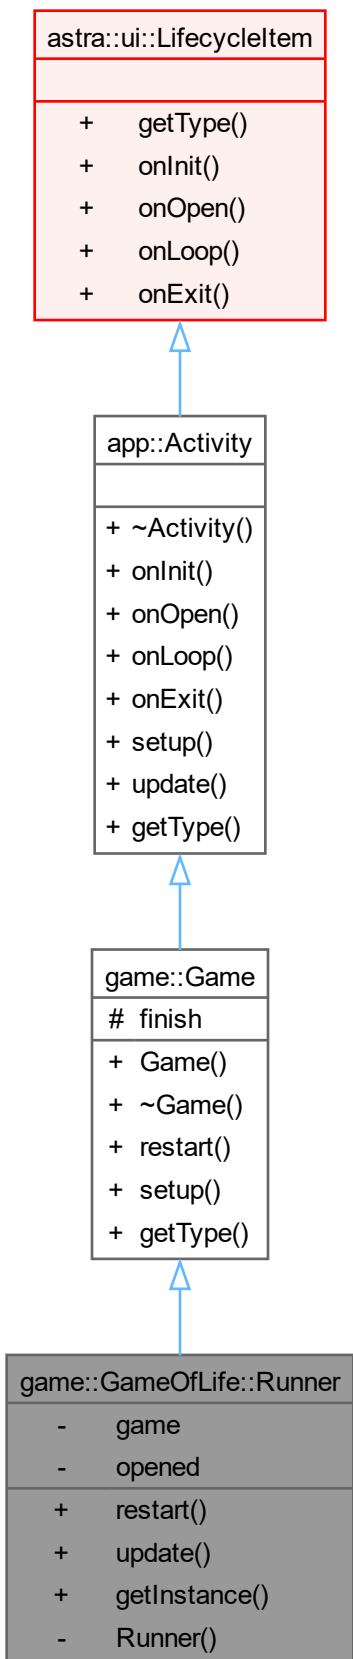 astra::ui::LifecycleItem
+ getType()
+ onInit()
+ onOpen()
+ onLoop()
+ onExit()
app::Activity
+ ~Activity()
+ onInit()
+ onOpen()
+ onLoop()
+ onExit()
+ setup()
+ update()
+ getType()
game::Game
# finish
+ Game()
+ ~Game()
+ restart()
+ setup()
+ getType()
game::GameOfLife::Runner
- game
- opened
+ restart()
+ update()
+ getInstance()
- Runner()